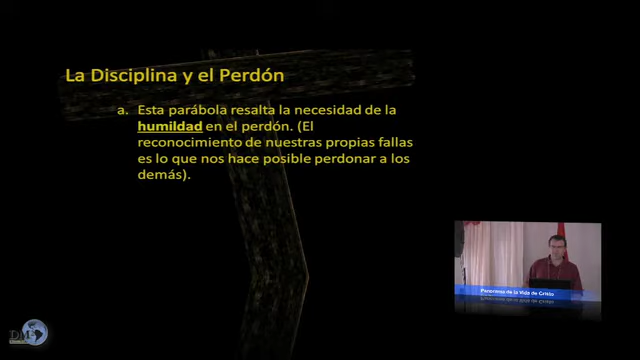 La Disciplina y el Perdón
a. Esta parábola resalta la necesidad de la
humildad en el perdón. (El
reconocimiento de nuestras propias fallas
es lo que nos hace posible perdonar a los
demás).
Panorama de la Vida de Cristo